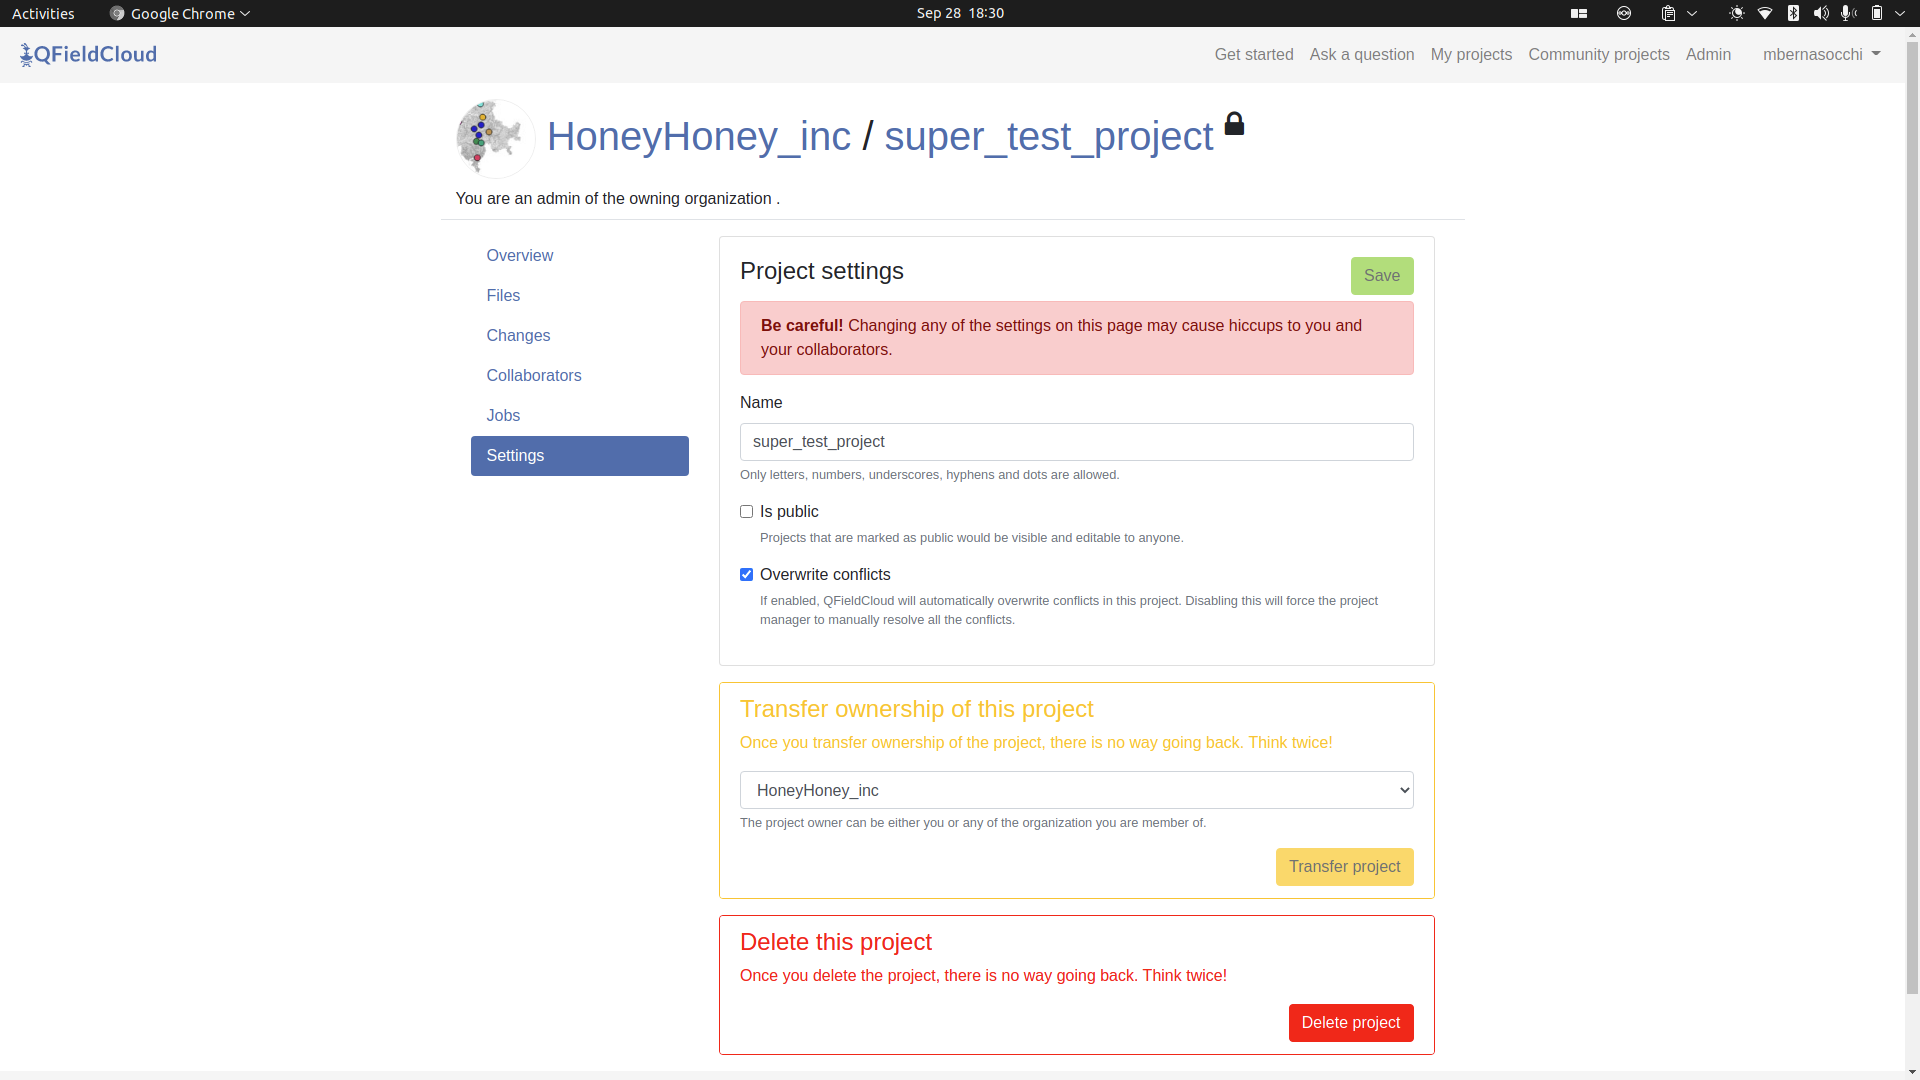 Activities Google Chrome Sep 28 18:30
QFieldCloud Get started Ask a question My projects Community projects Admin mbernasocchi
HoneyHoney_inc / super_test_project
You are an admin of the owning organization .
Overview
Files
Changes
Collaborators
Jobs
Settings
Project settings
Save
Be careful! Changing any of the settings on this page may cause hiccups to you and
your collaborators.
Name
super_test_project
Only letters, numbers, underscores, hyphens and dots are allowed.
Is public
Projects that are marked as public would be visible and editable to anyone.
Overwrite conflicts
If enabled, QFieldCloud will automatically overwrite conflicts in this project. Disabling this will force the project
manager to manually resolve all the conflicts.
Transfer ownership of this project
Once you transfer ownership of the project, there is no way going back. Think twice!
HoneyHoney_inc
The project owner can be either you or any of the organization you are member of.
Transfer project
Delete this project
Once you delete the project, there is no way going back. Think twice!
Delete project